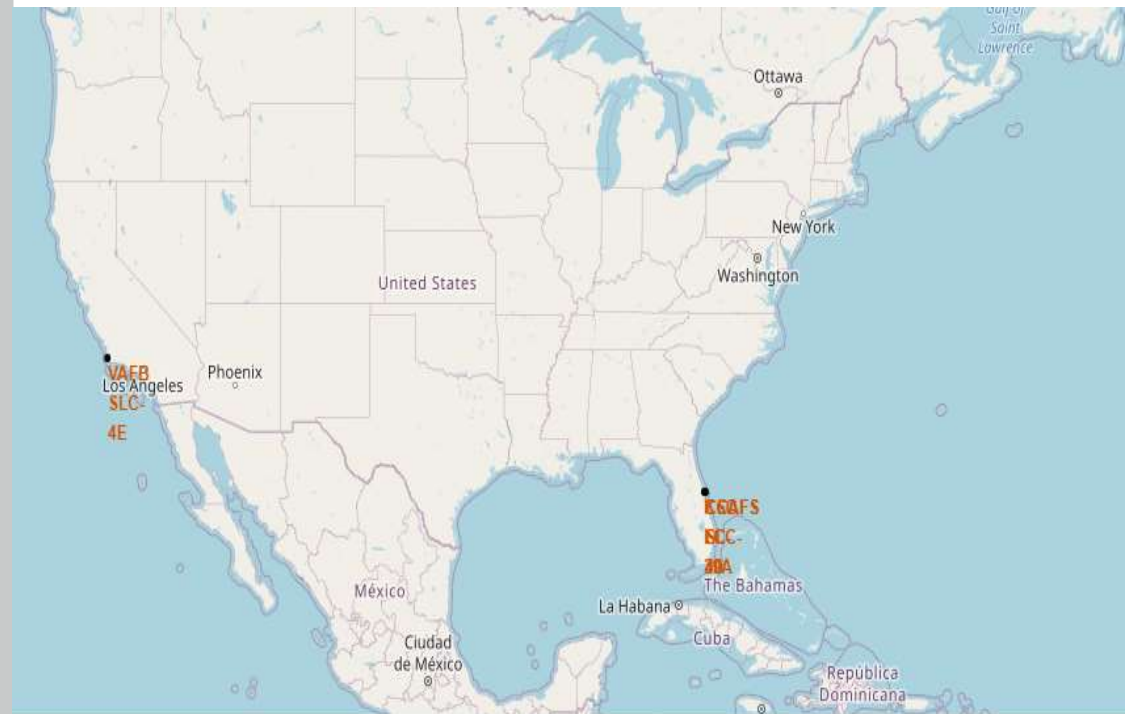 Gulf of
Saint
Lawrence
Ottawa
New York
Washington
United States
VAFB
Los Angeles
SLC-
4E
Phoenix
The Bahamas
México
La Habana
Cuba
Ciudad
de México
República
Dominicana